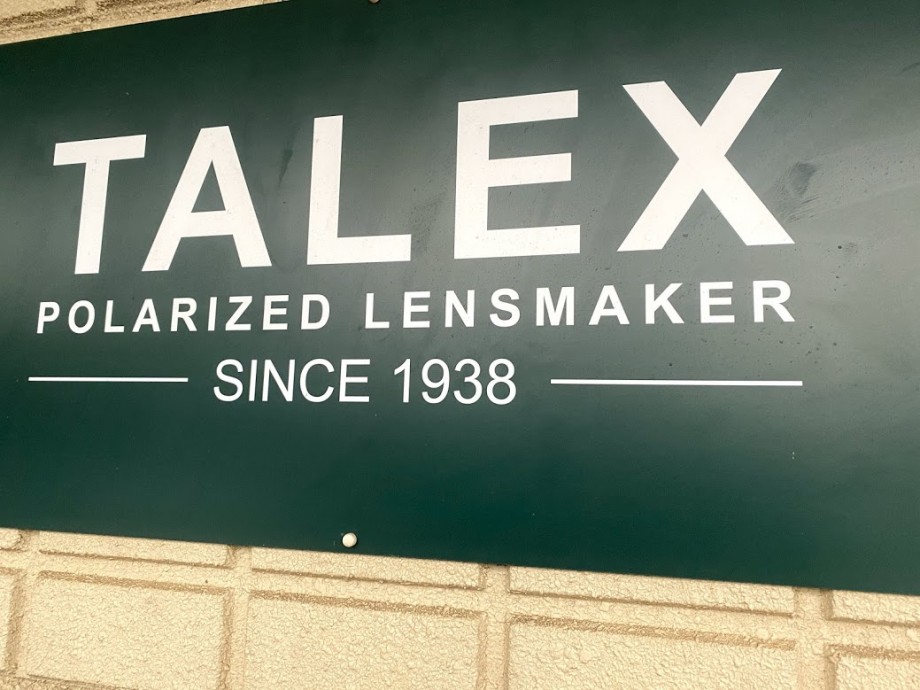 TALEX
POLARIZED LENSMAKER
SINCE 1938